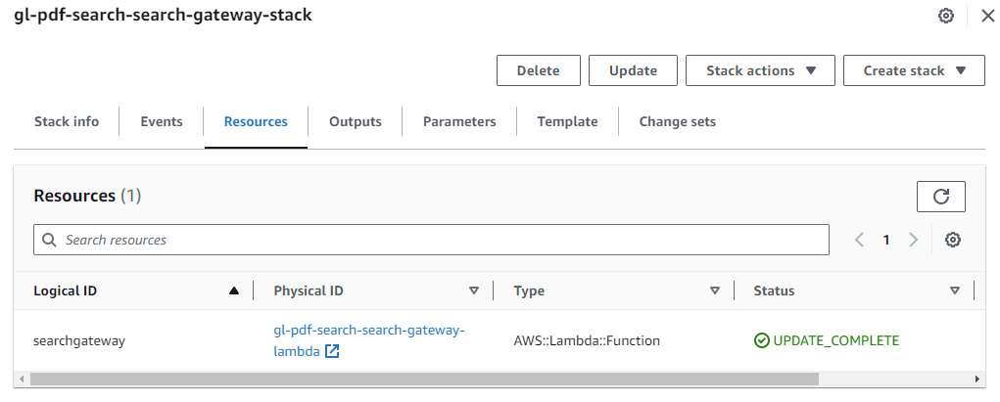 gl-pdf-search-search-gateway-stack
Delete
Update
Stack actions
Create stack
Stack info
Events
Resources
Outputs
Parameters
Template
Change sets
Resources (1)
Search resources
1
Logical ID
Physical ID
Type
Status
searchgateway
gl-pdf-search-search-gateway-
lambda
AWS::Lambda::Function
UPDATE_COMPLETE